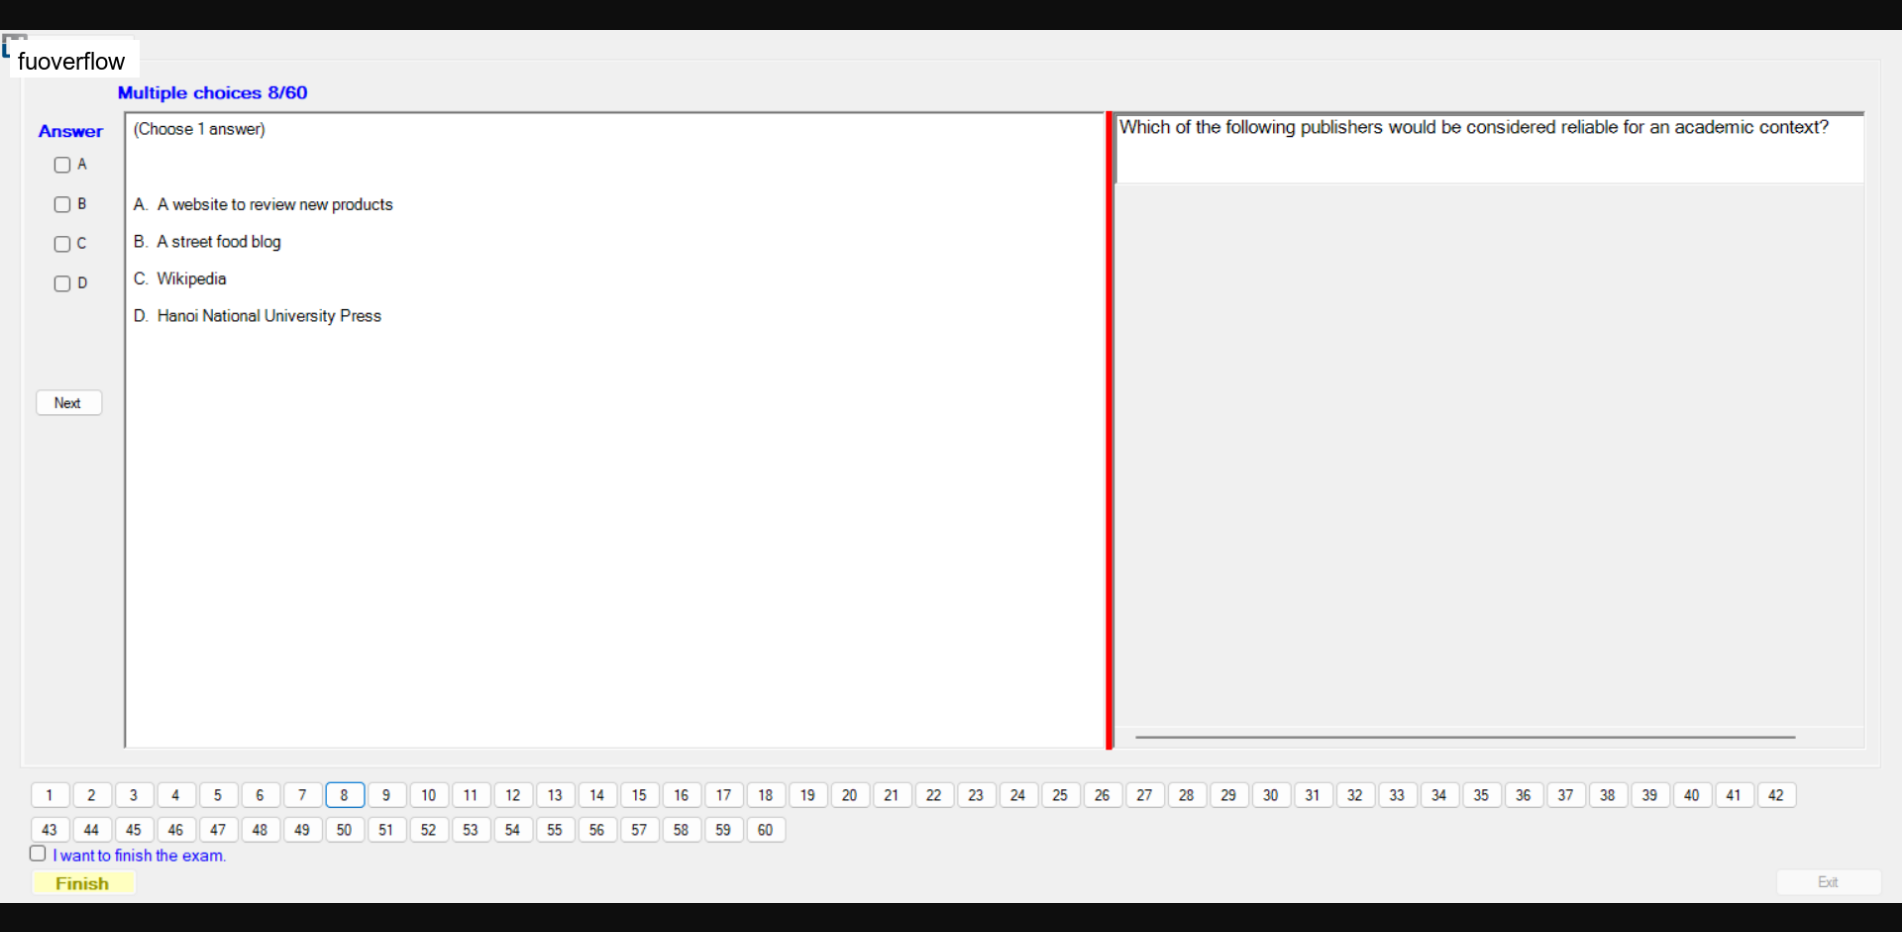 fuoverflow
Multiple choices 8/60
Answer
A
B
C
D
Next
(Choose 1 answer)
A. A website to review new products
B. A street food blog
C. Wikipedia
D. Hanoi National University Press
Which of the following publishers would be considered reliable for an academic context?
1 2 3 4 5 6 7 8 9 10 11 12 13 14 15 16 17 18 19 20 21 22 23 24 25 26 27 28 29 30 31 32 33 34 35 36 37 38 39 40 41 42
43 44 45 46 47 48 49 50 51 52 53 54 55 56 57 58 59 60
I want to finish the exam.
Finish
Exit